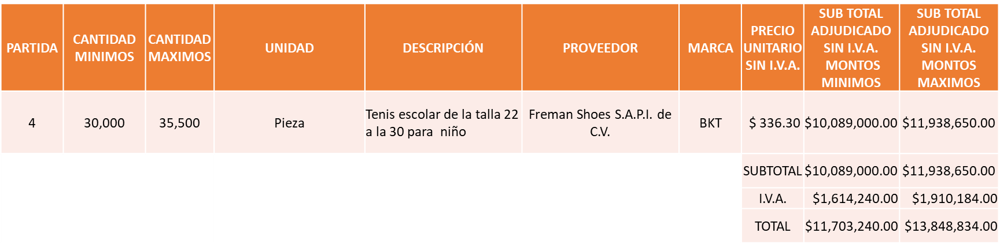 PARTIDA
CANTIDAD
MINIMOS
CANTIDAD
MAXIMOS
UNIDAD
DESCRIPCIÓN
PROVEEDOR
MARCA
PRECIO
UNITARIO
SIN I.V.A.
SUB TOTAL
ADJUDICADO
SIN I.V.A.
MONTOS
MINIMOS
SUB TOTAL
ADJUDICADO
SIN I.V.A.
MONTOS
MAXIMOS
4
30,000
35,500
Pieza
Tenis escolar de la talla 22
a la 30 para niño
Freman Shoes S.A.P.I. de
C.V.
BKT
$ 336.30
$10,089,000.00
$11,938,650.00
SUBTOTAL $10,089,000.00 $11,938,650.00
I.V.A. $1,614,240.00 $1,910,184.00
TOTAL $11,703,240.00 $13,848,834.00